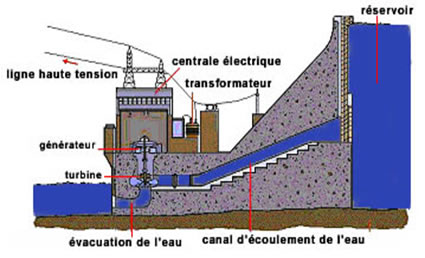 réservoir
centrale électrique
transformateur
ligne haute tension
générateur
turbine
évacuation de l'eau
canal d'écoulement de l'eau